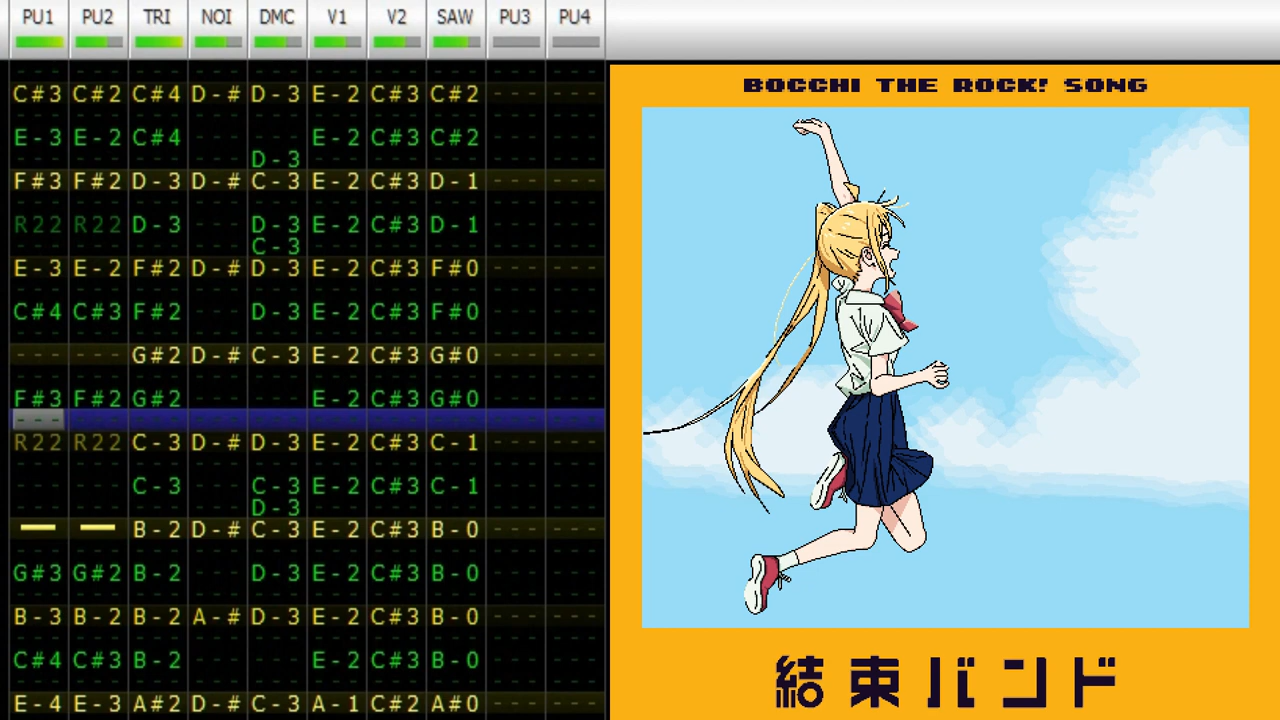 PU1 PU2 TRI NOI DMC V1 V2 SAW PU3 PU4
C#3 C#2 C#4 D-# D-3 E-2 C#3 C#2 --- ---
E-3 E-2 C#4 --- --- E-2 C#3 C#2
D-3
F#3 F#2 D-3 D-# C-3 E-2 C#3 D-1 --- ---
R22 R22 D-3 --- D-3 E-2 C#3 D-1
C-3
E-3 E-2 F#2 D-# D-3 E-2 C#3 F#0 --- ---
C#4 C#3 F#2 --- D-3 E-2 C#3 F#0
--- --- G#2 D-# C-3 E-2 C#3 G#0 --- ---
F#3 F#2 G#2 --- --- E-2 C#3 G#0
---
R22 R22 C-3 D-# D-3 E-2 C#3 C-1 --- ---
--- --- C-3 --- C-3 E-2 C#3 C-1
D-3
B-2 D-# C-3 E-2 C#3 B-0 --- ---
G#3 G#2 B-2 --- D-3 E-2 C#3 B-0
B-3 B-2 B-2 A-# D-3 E-2 C#3 B-0 --- ---
C#4 C#3 B-2 --- --- E-2 C#3 B-0
E-4 E-3 A#2 D-# C-3 A-1 C#2 A#0 --- ---
BOCCHI THE ROCK! SONG
結束バンド